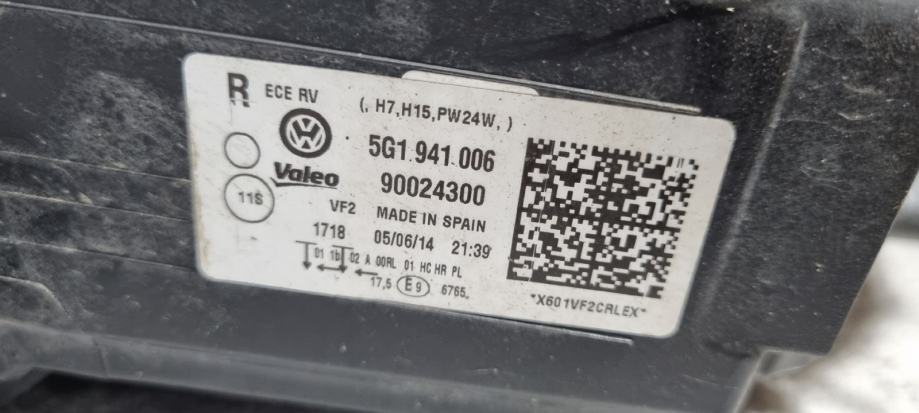 R ECE RV (, H7,H15,PW24W, )
5G1.941.006
Valeo
90024300
11S
VF2 MADE IN SPAIN
1718 05/06/14 21:39
01 1b 02 A 00RL 01 HC HR PL
17,5 E9 6765.
*X601VF2CRLEX*